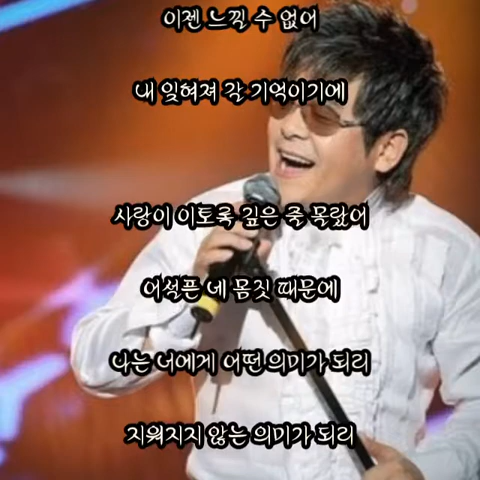 이젠 느낄 수 없어
내 잊혀져 갈 기억이기에
사랑이 이토록 깊은 줄 몰랐어
어설픈 네 몸짓 때문에
나는 너에게 어떤 의미가 되리
지워지지 않는 의미가 되리